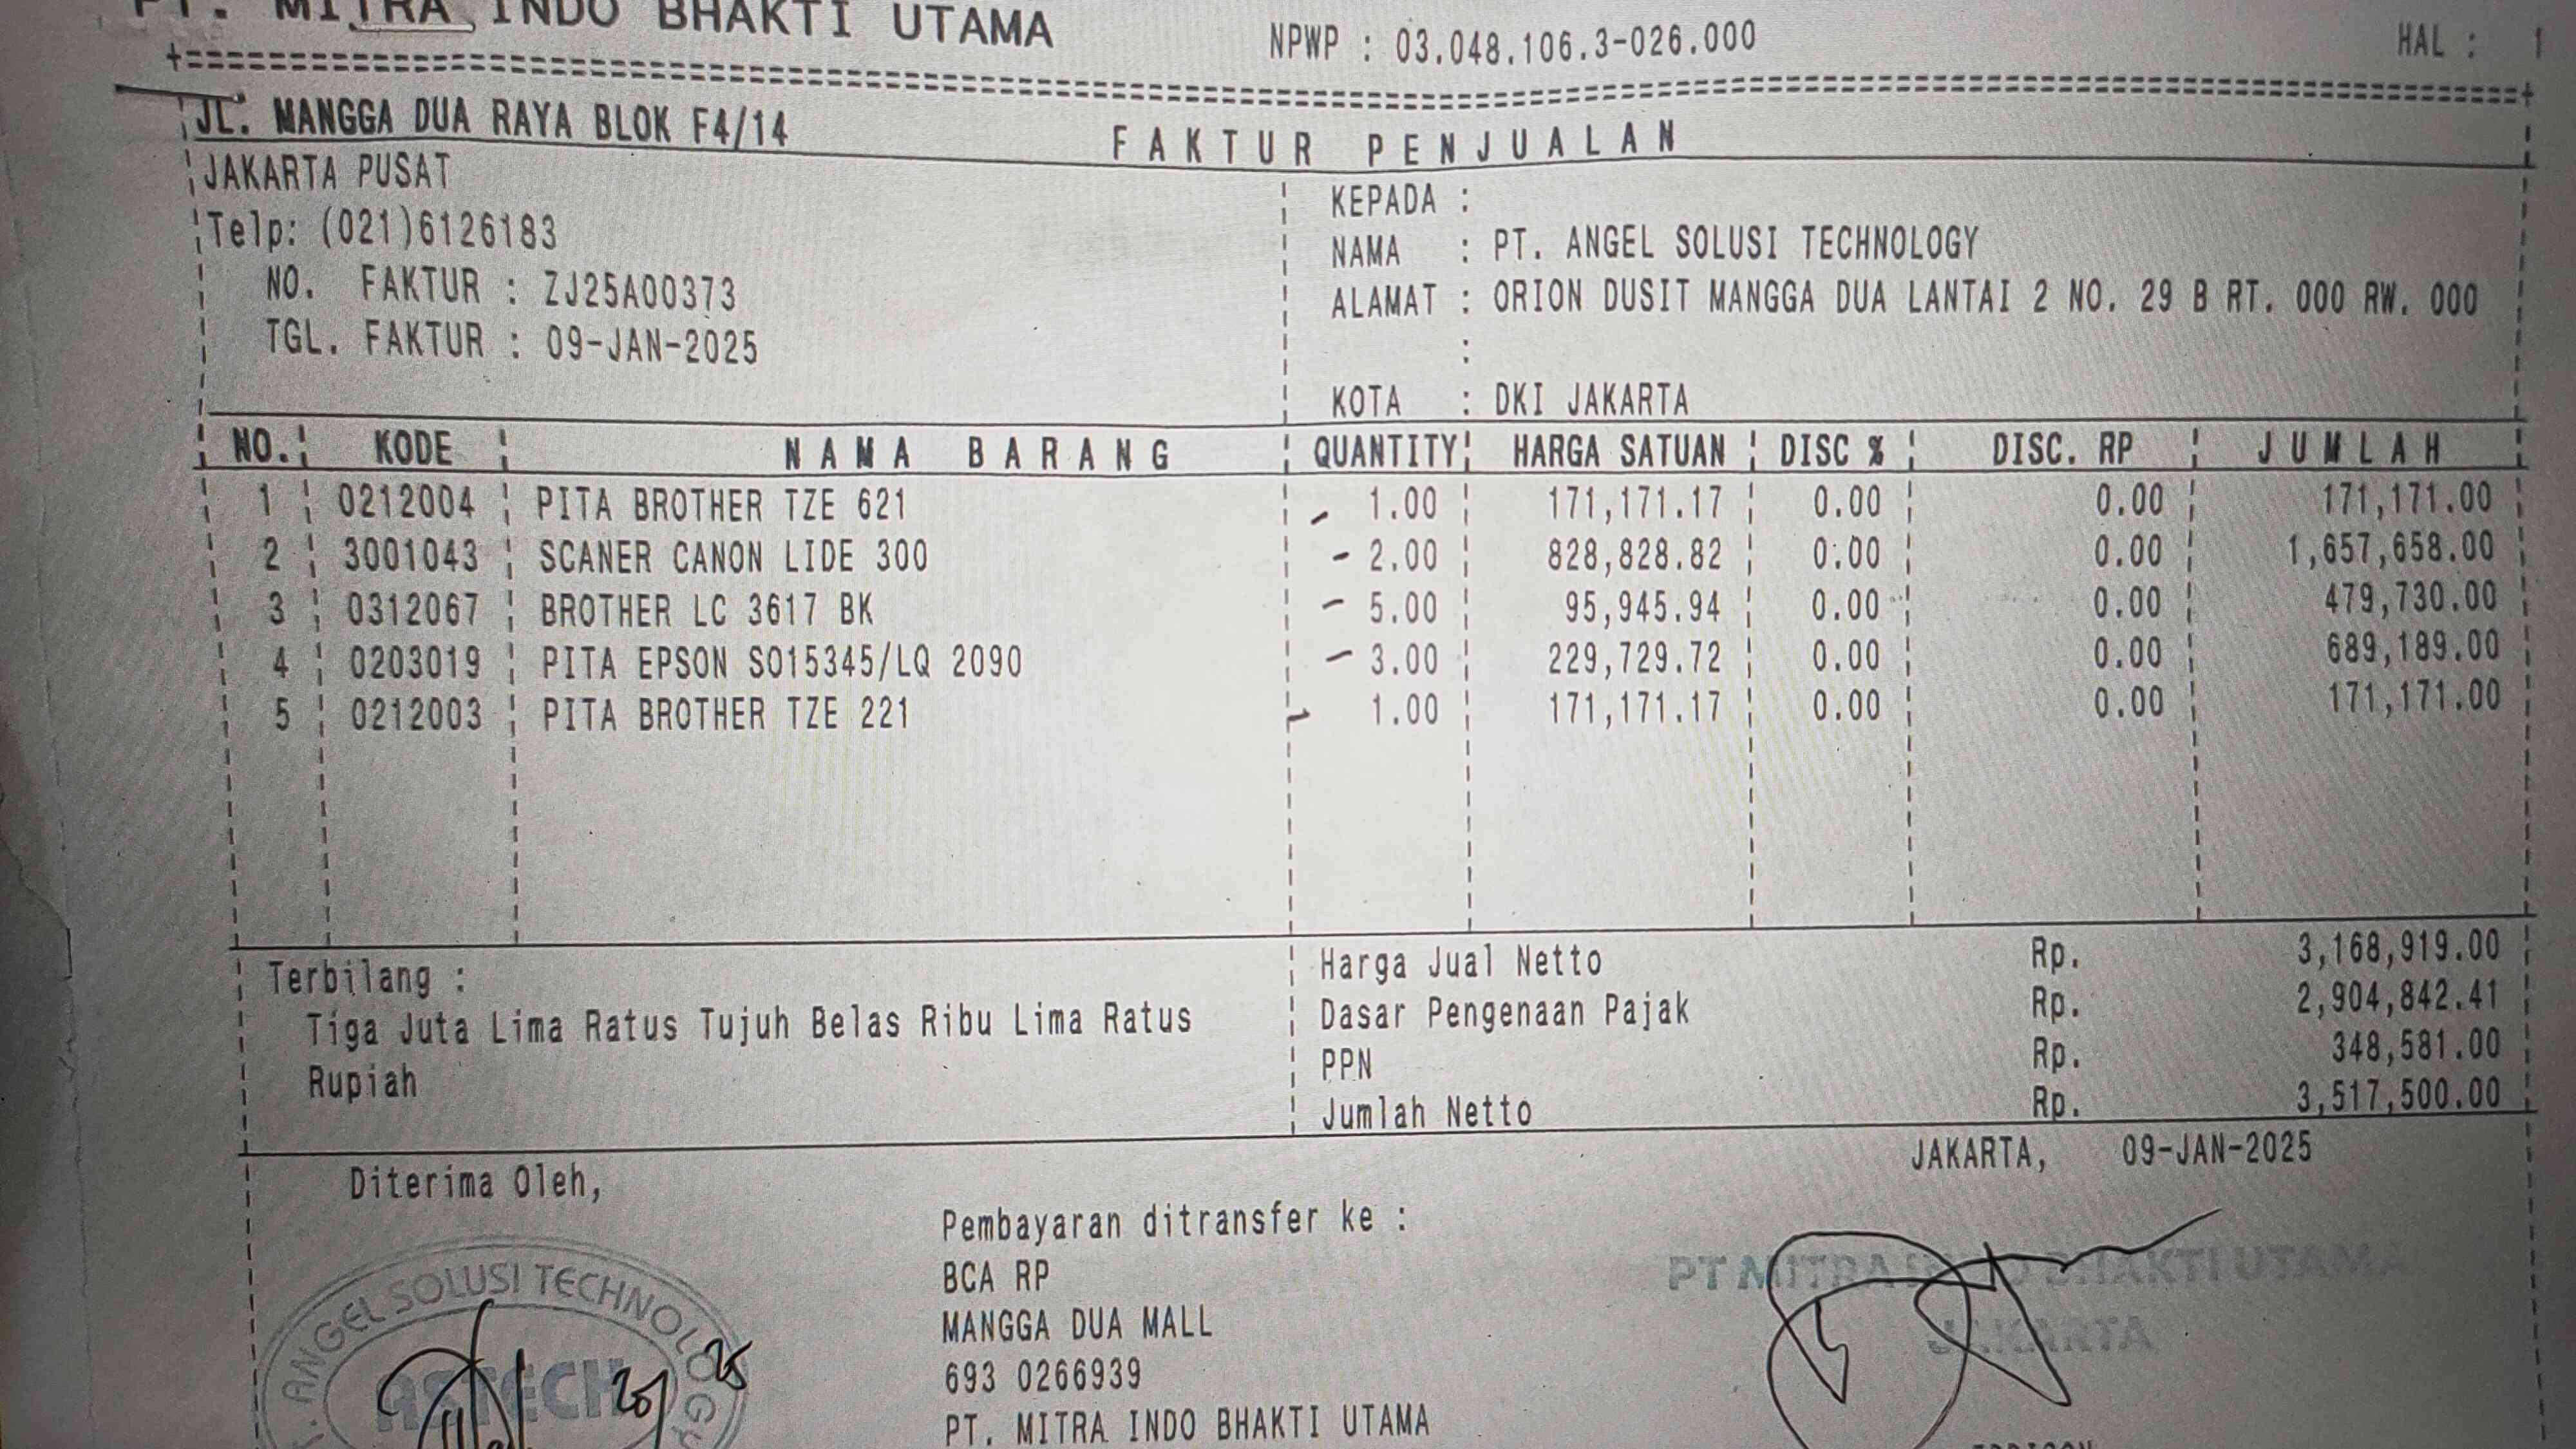 PT. MITRA INDO BHAKTI UTAMA
NPWP : 03.048.106.3-026.000
HAL : 1
JL. MANGGA DUA RAYA BLOK F4/14
FAKTUR PENJUALAN
JAKARTA PUSAT
Telp: (021)6126183
NO. FAKTUR : ZJ25A00373
TGL. FAKTUR : 09-JAN-2025
KEPADA :
NAMA : PT. ANGEL SOLUSI TECHNOLOGY
ALAMAT : ORION DUSIT MANGGA DUA LANTAI 2 NO. 29 B RT. 000 RW. 000
:
KOTA : DKI JAKARTA
NO. KODE NAMA BARANG QUANTITY HARGA SATUAN DISC % DISC. RP JUMLAH
1 0212004 PITA BROTHER TZE 621 1.00 171,171.17 0.00 0.00 171,171.00
2 3001043 SCANER CANON LIDE 300 2.00 828,828.82 0.00 0.00 1,657,658.00
3 0312067 BROTHER LC 3617 BK 5.00 95,945.94 0.00 0.00 479,730.00
4 0203019 PITA EPSON SO15345/LQ 2090 3.00 229,729.72 0.00 0.00 689,189.00
5 0212003 PITA BROTHER TZE 221 1.00 171,171.17 0.00 0.00 171,171.00
Terbilang :
Tiga Juta Lima Ratus Tujuh Belas Ribu Lima Ratus
Rupiah
Harga Jual Netto Rp. 3,168,919.00
Dasar Pengenaan Pajak Rp. 2,904,842.41
PPN Rp. 348,581.00
Jumlah Netto Rp. 3,517,500.00
JAKARTA, 09-JAN-2025
Diterima Oleh,
Pembayaran ditransfer ke :
BCA RP
MANGGA DUA MALL
693 0266939
PT. MITRA INDO BHAKTI UTAMA
ANGEL SOLUSI TECHNOLOGY
ASTECH
PT MITRA INDO BHAKTI UTAMA
JAKARTA